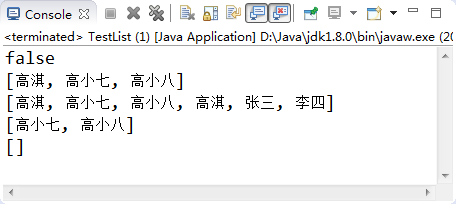 Console
<terminated> TestList (1) [Java Application] D:\Java\jdk1.8.0\bin\javaw.exe (20
false
[高淇, 高小七, 高小八]
[高淇, 高小七, 高小八, 高淇, 张三, 李四]
[高小七, 高小八]
[]